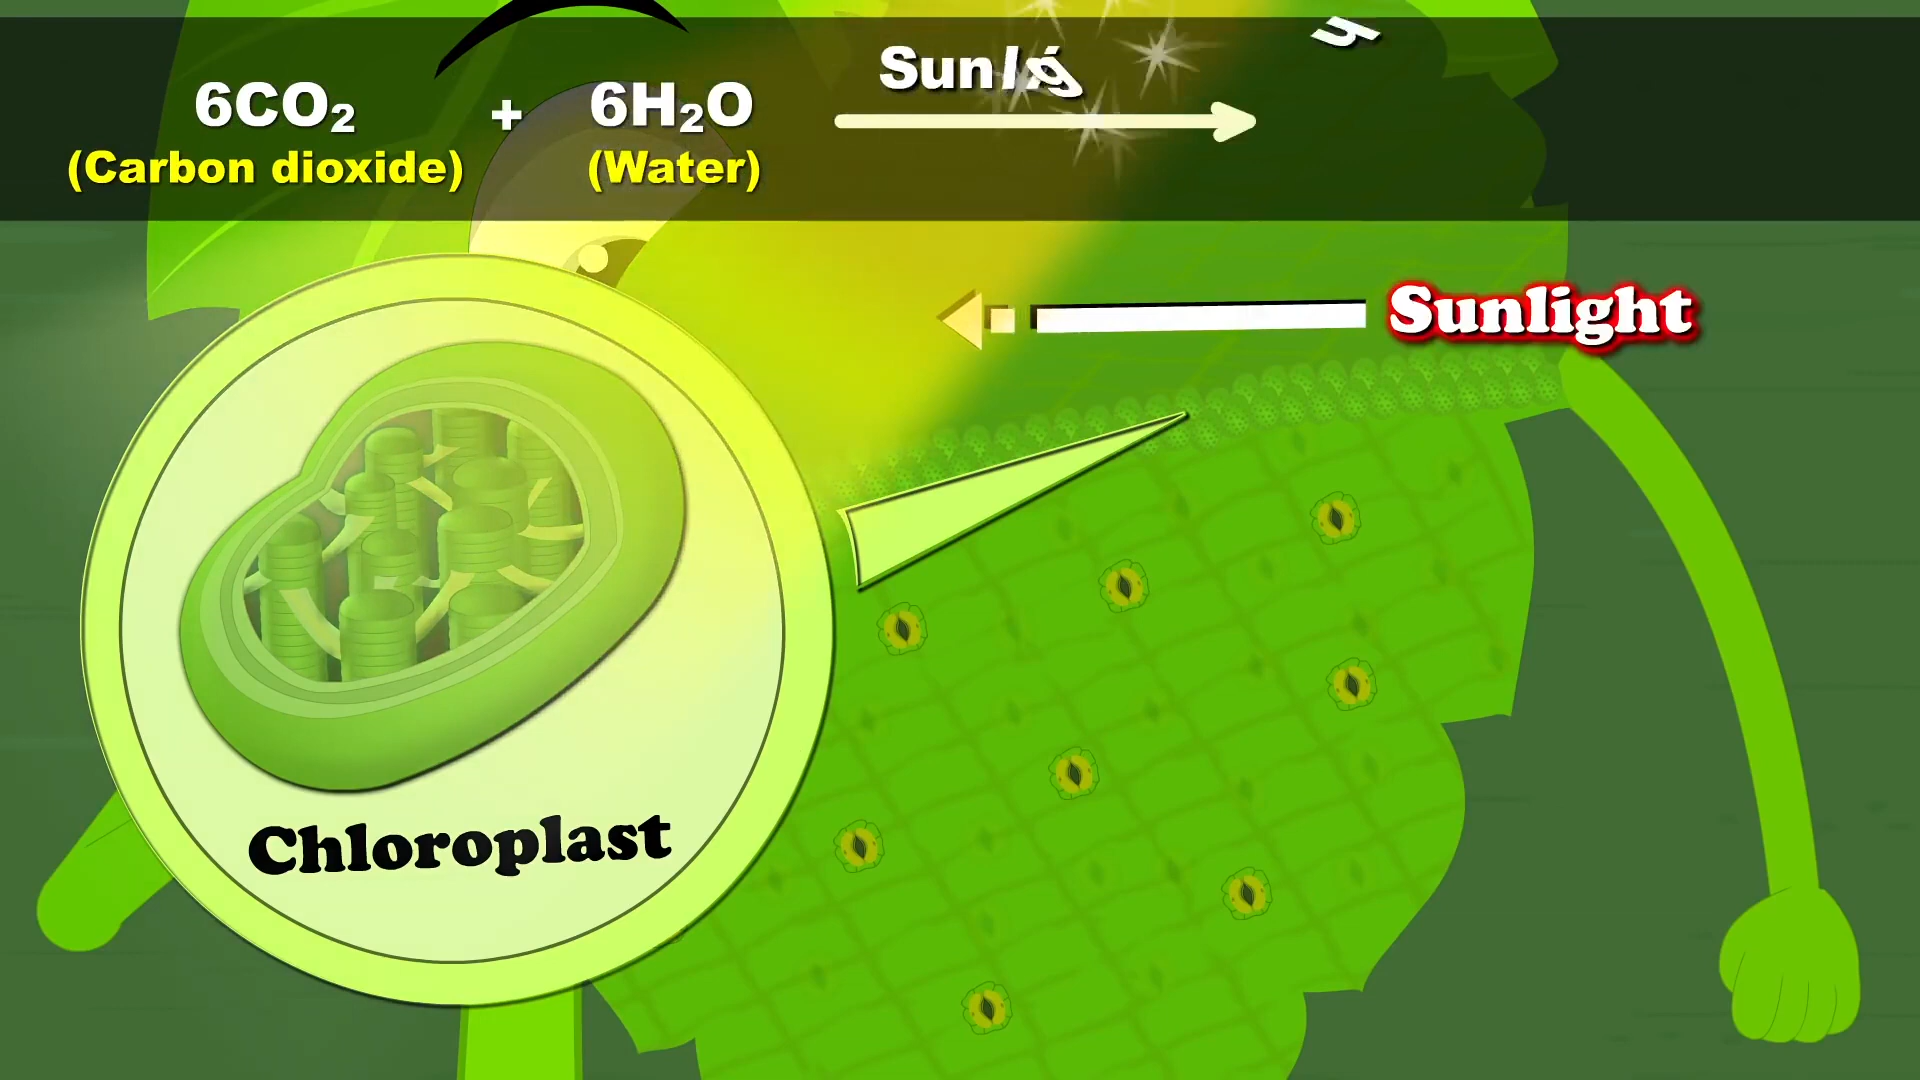 6CO₂ + 6H₂O
(Carbon dioxide) (Water)
Sunlight
Chloroplast